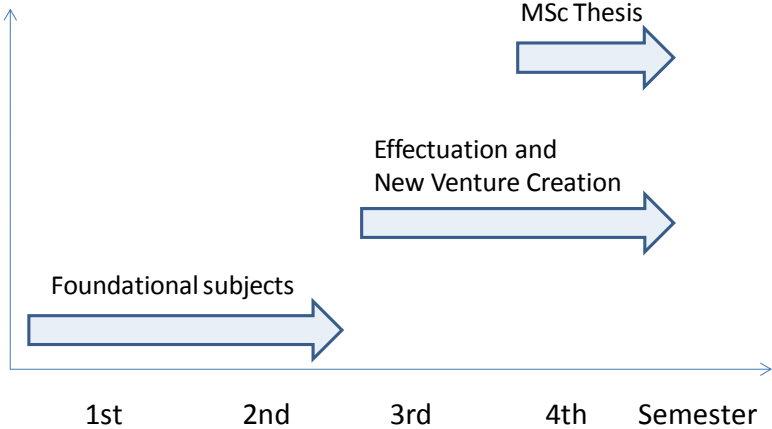 MSc Thesis
Effectuation and
New Venture Creation
Foundational subjects
1st 2nd 3rd 4th Semester